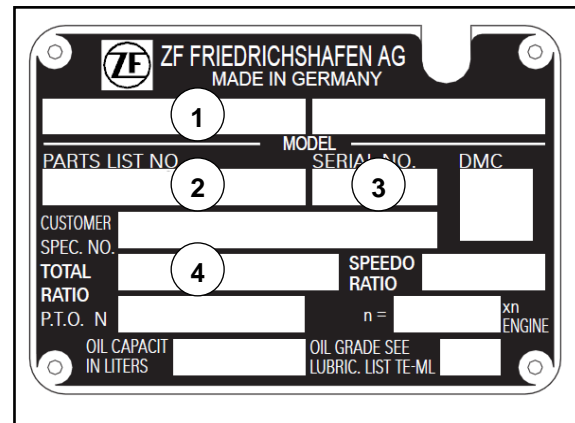 ZF ZF FRIEDRICHSHAFEN AG
MADE IN GERMANY
1
MODEL
PARTS LIST NO SERIAL NO. DMC
2 3
CUSTOMER
SPEC. NO.
TOTAL
RATIO
4 SPEEDO
RATIO
P.T.O. N n = xn
ENGINE
OIL CAPACIT
IN LITERS
OIL GRADE SEE
LUBRIC. LIST TE-ML